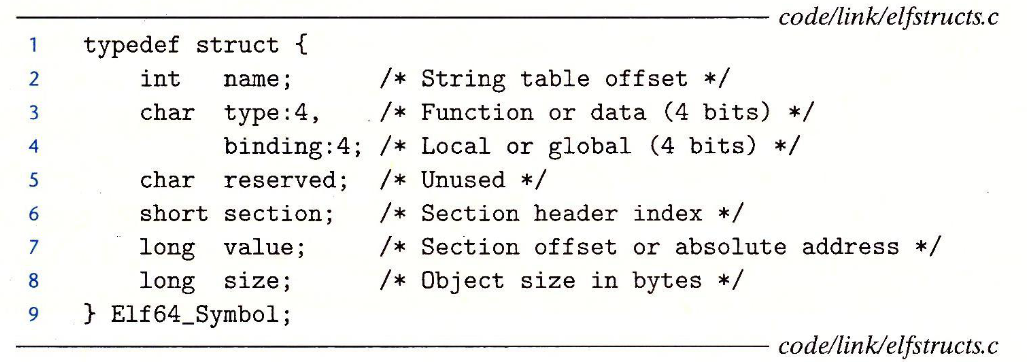 code/link/elfstructs.c
1 typedef struct {
2 int name; /* String table offset */
3 char type:4, /* Function or data (4 bits) */
4 binding:4; /* Local or global (4 bits) */
5 char reserved; /* Unused */
6 short section; /* Section header index */
7 long value; /* Section offset or absolute address */
8 long size; /* Object size in bytes */
9 } Elf64_Symbol;
code/link/elfstructs.c